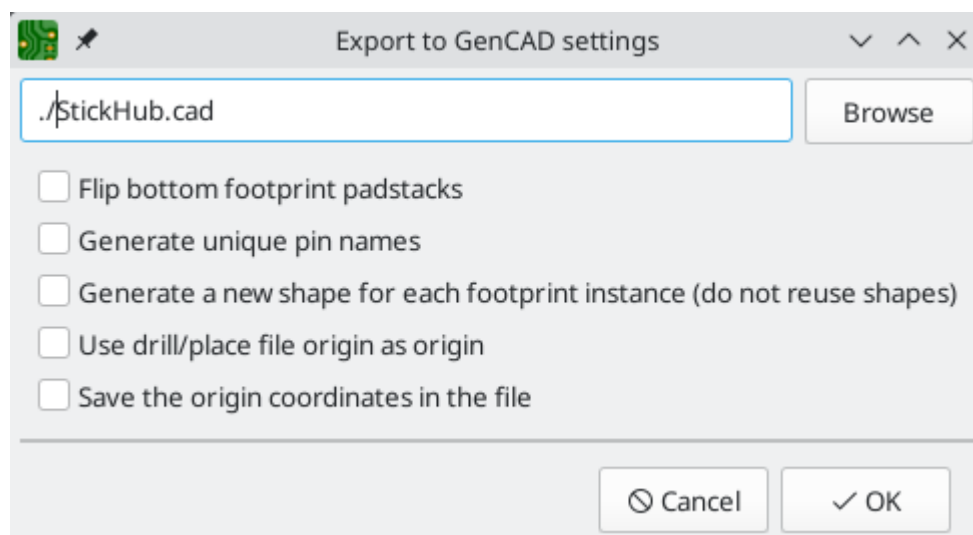 Export to GenCAD settings
./StickHub.cad
Browse
Flip bottom footprint padstacks
Generate unique pin names
Generate a new shape for each footprint instance (do not reuse shapes)
Use drill/place file origin as origin
Save the origin coordinates in the file
Cancel
OK